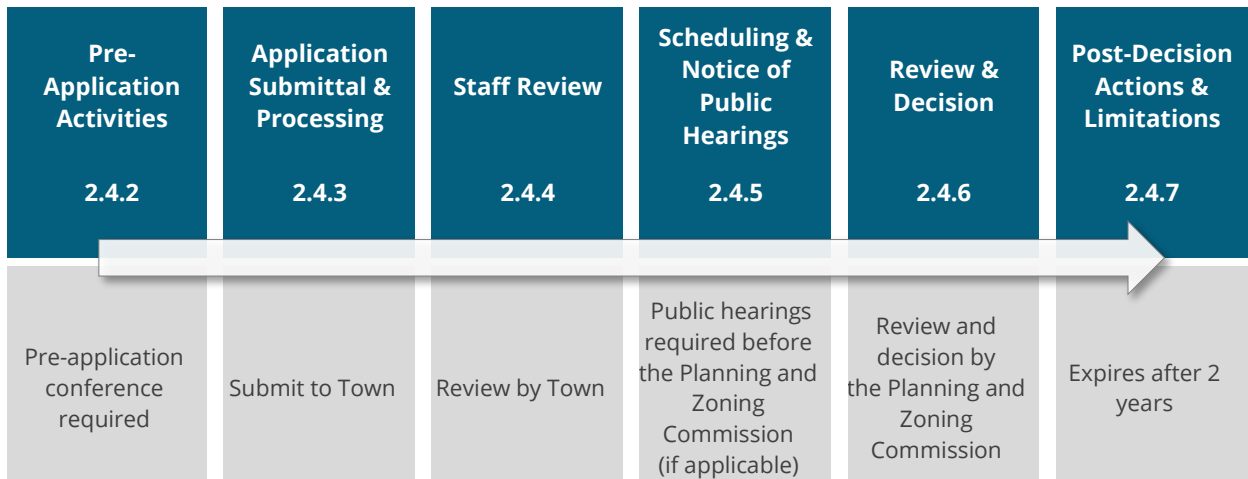 Pre-
Application
Activities
2.4.2
Application
Submittal &
Processing
2.4.3
Staff Review
2.4.4
Scheduling &
Notice of
Public
Hearings
2.4.5
Review &
Decision
2.4.6
Post-Decision
Actions &
Limitations
2.4.7
Pre-application
conference
required
Submit to Town
Review by Town
Public hearings
required before
the Planning and
Zoning
Commission
(if applicable)
Review and
decision by
the Planning and
Zoning
Commission
Expires after 2
years